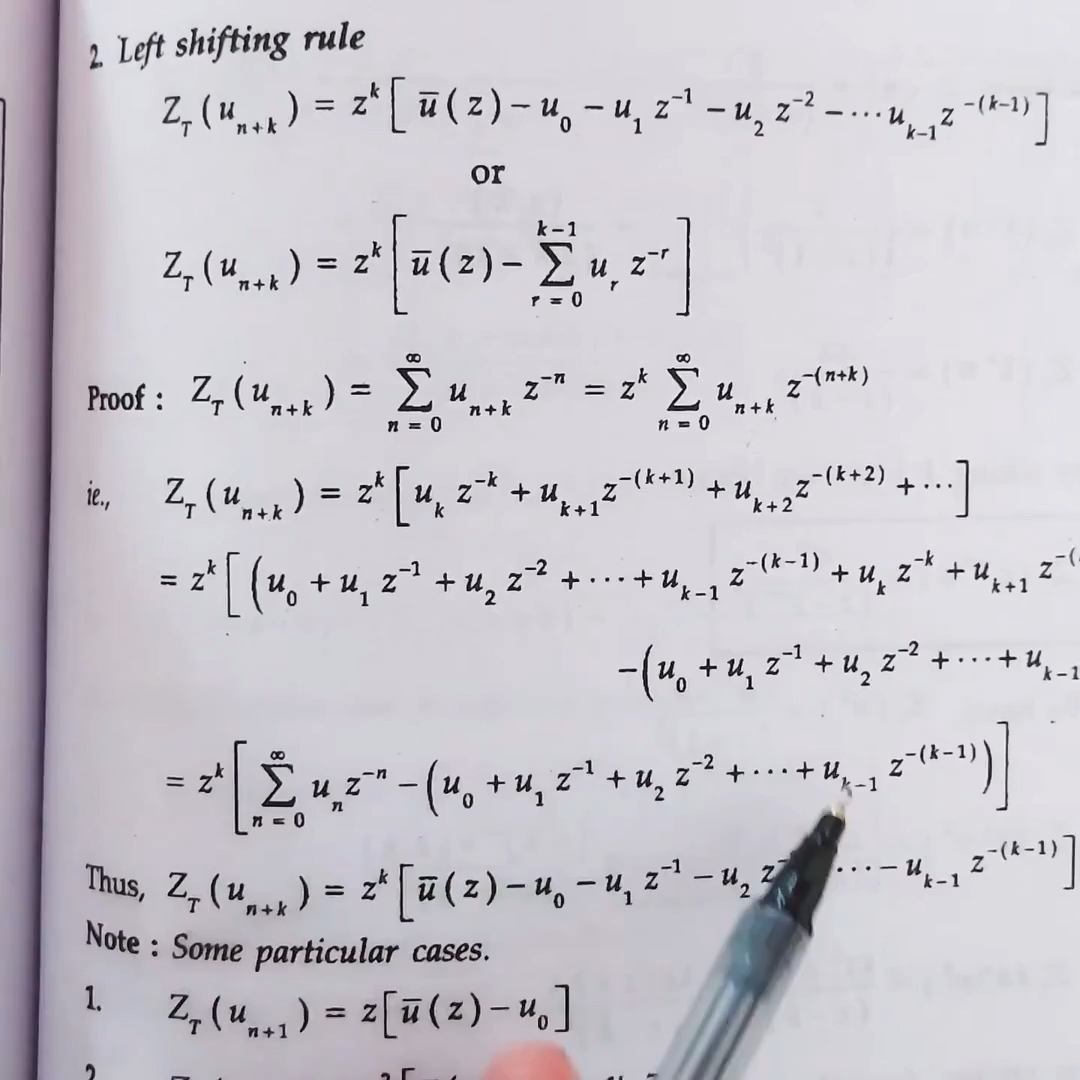 2. Left shifting rule
Z_T (u_{n+k}) = z^k [ ū(z) − u_0 − u_1 z^{−1} − u_2 z^{−2} − ··· u_{k−1} z^{−(k−1)} ]
or
Z_T (u_{n+k}) = z^k [ ū(z) − ∑_{r = 0}^{k−1} u_r z^{−r} ]
Proof : Z_T (u_{n+k}) = ∑_{n = 0}^{∞} u_{n+k} z^{−n} = z^k ∑_{n = 0}^{∞} u_{n+k} z^{−(n+k)}
ie., Z_T (u_{n+k}) = z^k [ u_k z^{−k} + u_{k+1} z^{−(k+1)} + u_{k+2} z^{−(k+2)} + ··· ]
= z^k [ ( u_0 + u_1 z^{−1} + u_2 z^{−2} + ··· + u_{k−1} z^{−(k−1)} + u_k z^{−k} + u_{k+1} z^{−(
−( u_0 + u_1 z^{−1} + u_2 z^{−2} + ··· + u_{k−1}
= z^k [ ∑_{n = 0}^{∞} u_n z^{−n} − ( u_0 + u_1 z^{−1} + u_2 z^{−2} + ··· + u_{k−1} z^{−(k−1)} ) ]
Thus, Z_T (u_{n+k}) = z^k [ ū(z) − u_0 − u_1 z^{−1} − u_2 z ··· − u_{k−1} z^{−(k−1)} ]
Note : Some particular cases.
1. Z_T (u_{n+1}) = z [ ū(z) − u_0 ]
2.